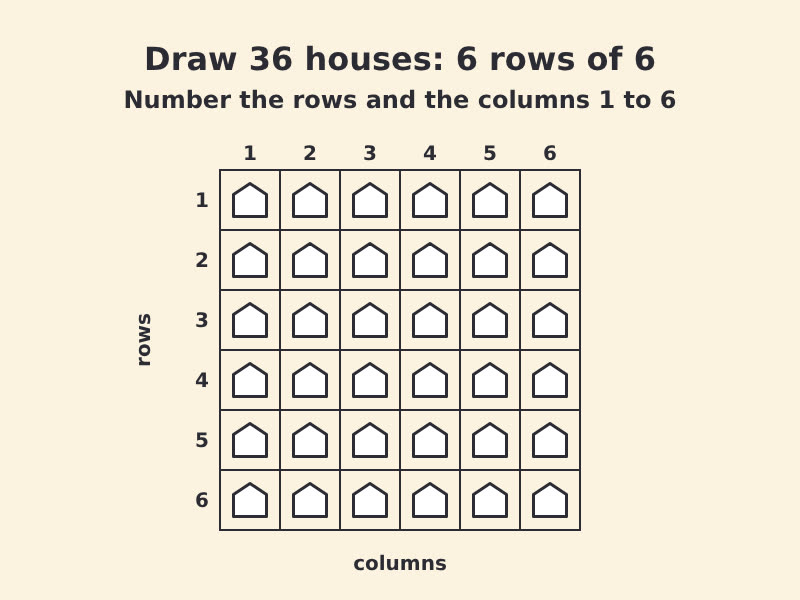 Draw 36 houses: 6 rows of 6
Number the rows and the columns 1 to 6
1 2 3 4 5 6
1
2
3
4
5
6
rows
columns